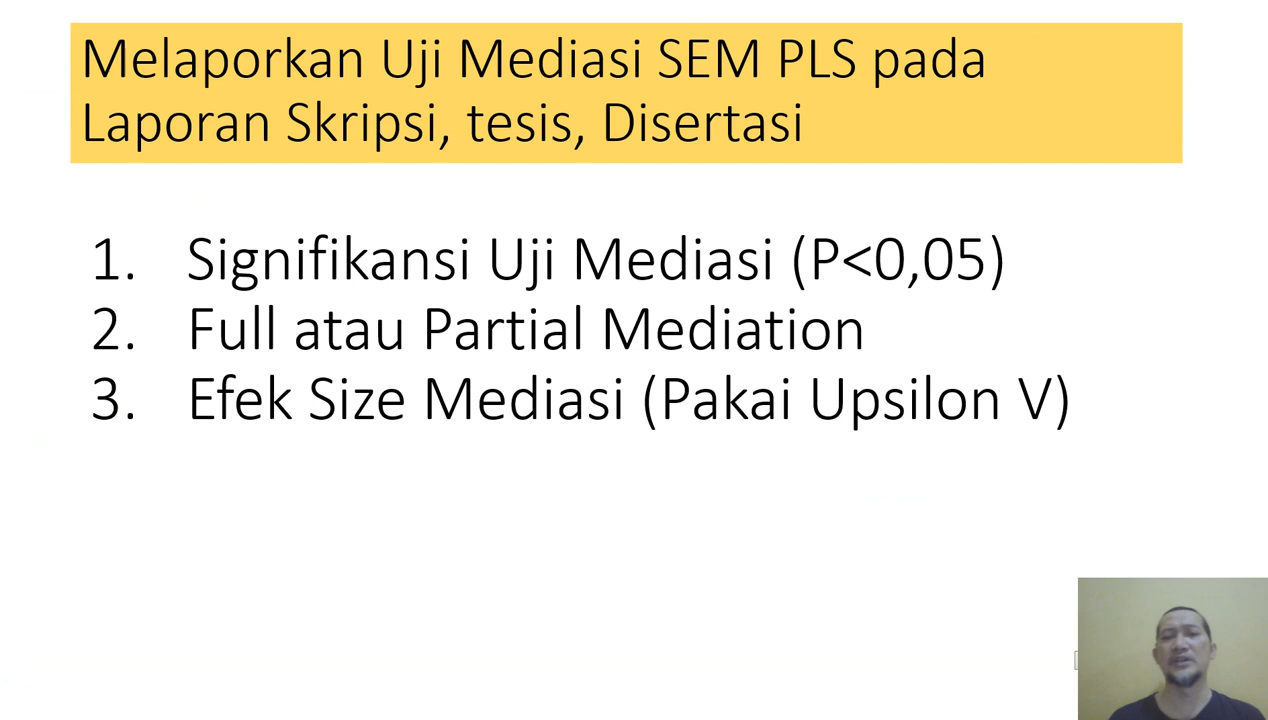 Melaporkan Uji Mediasi SEM PLS pada
Laporan Skripsi, tesis, Disertasi
1. Signifikansi Uji Mediasi (P<0,05)
2. Full atau Partial Mediation
3. Efek Size Mediasi (Pakai Upsilon V)